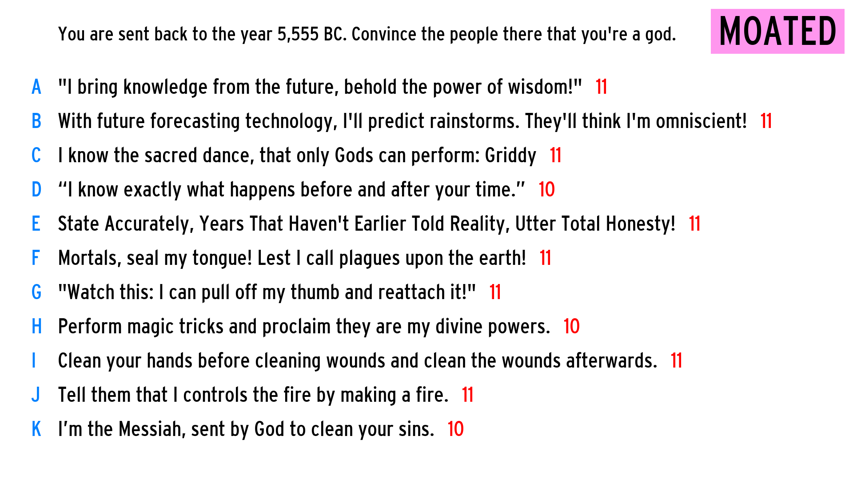 You are sent back to the year 5,555 BC. Convince the people there that you're a god.
MOATED
A "I bring knowledge from the future, behold the power of wisdom!" 11
B With future forecasting technology, I'll predict rainstorms. They'll think I'm omniscient! 11
C I know the sacred dance, that only Gods can perform: Griddy 11
D “I know exactly what happens before and after your time.” 10
E State Accurately, Years That Haven't Earlier Told Reality, Utter Total Honesty! 11
F Mortals, seal my tongue! Lest I call plagues upon the earth! 11
G "Watch this: I can pull off my thumb and reattach it!" 11
H Perform magic tricks and proclaim they are my divine powers. 10
I Clean your hands before cleaning wounds and clean the wounds afterwards. 11
J Tell them that I controls the fire by making a fire. 11
K I’m the Messiah, sent by God to clean your sins. 10